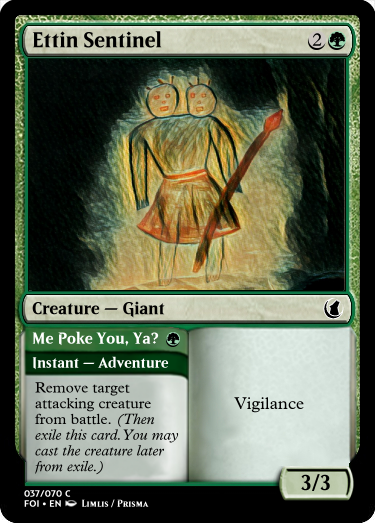 Ettin Sentinel 2
Creature — Giant
Me Poke You, Ya?
Instant — Adventure
Remove target
attacking creature
from battle. (Then
exile this card. You may
cast the creature later
from exile.)
Vigilance
3/3
037/070 C
FOI • EN Limlis / Prisma